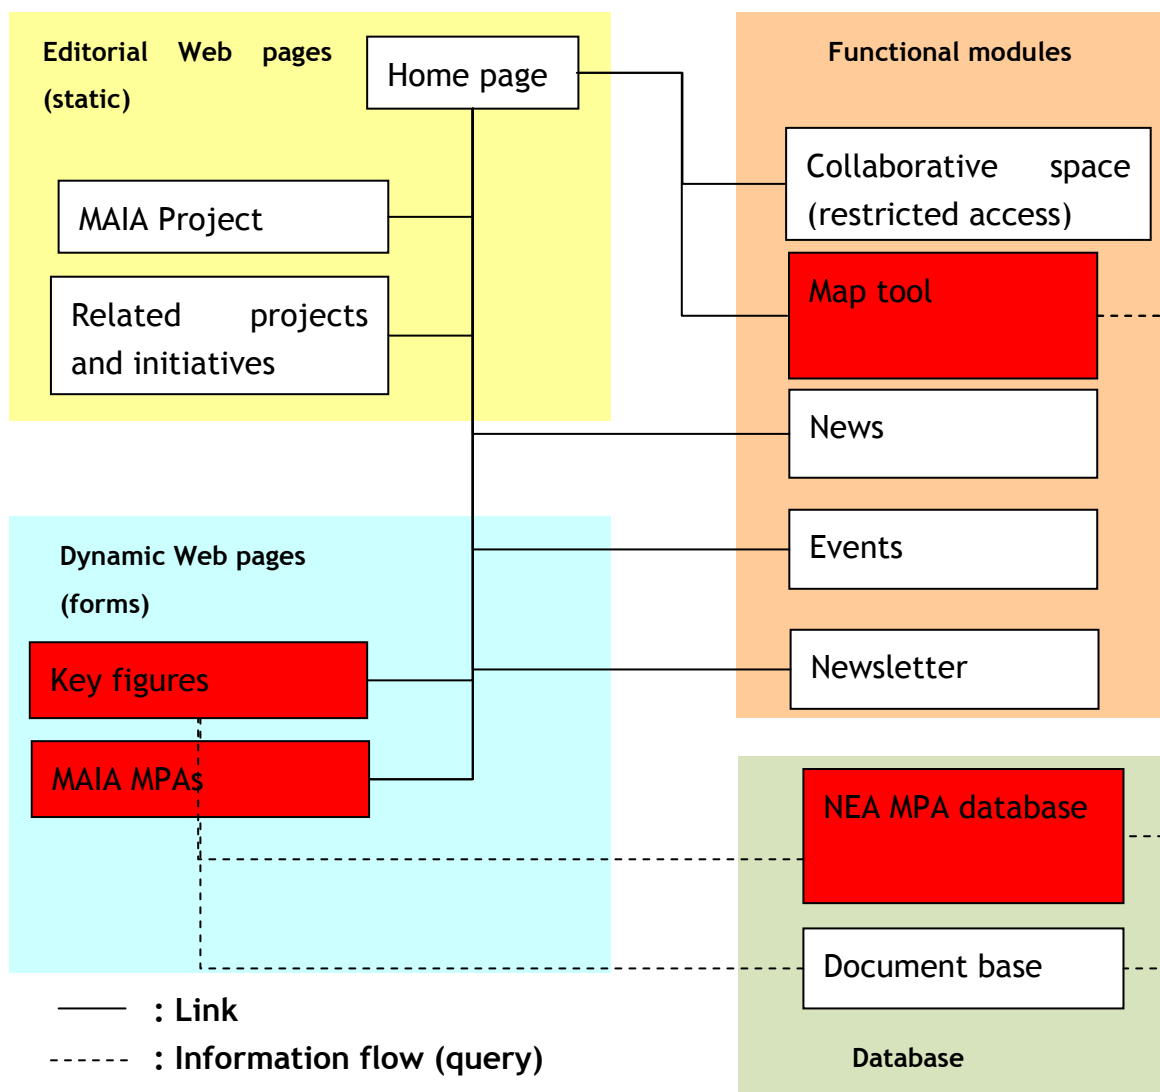 Editorial Web pages
(static)
Home page
MAIA Project
Related projects
and initiatives
Functional modules
Collaborative space
(restricted access)
Map tool
News
Events
Newsletter
Dynamic Web pages
(forms)
Key figures
MAIA MPAs
NEA MPA database
Document base
Database
: Link
: Information flow (query)